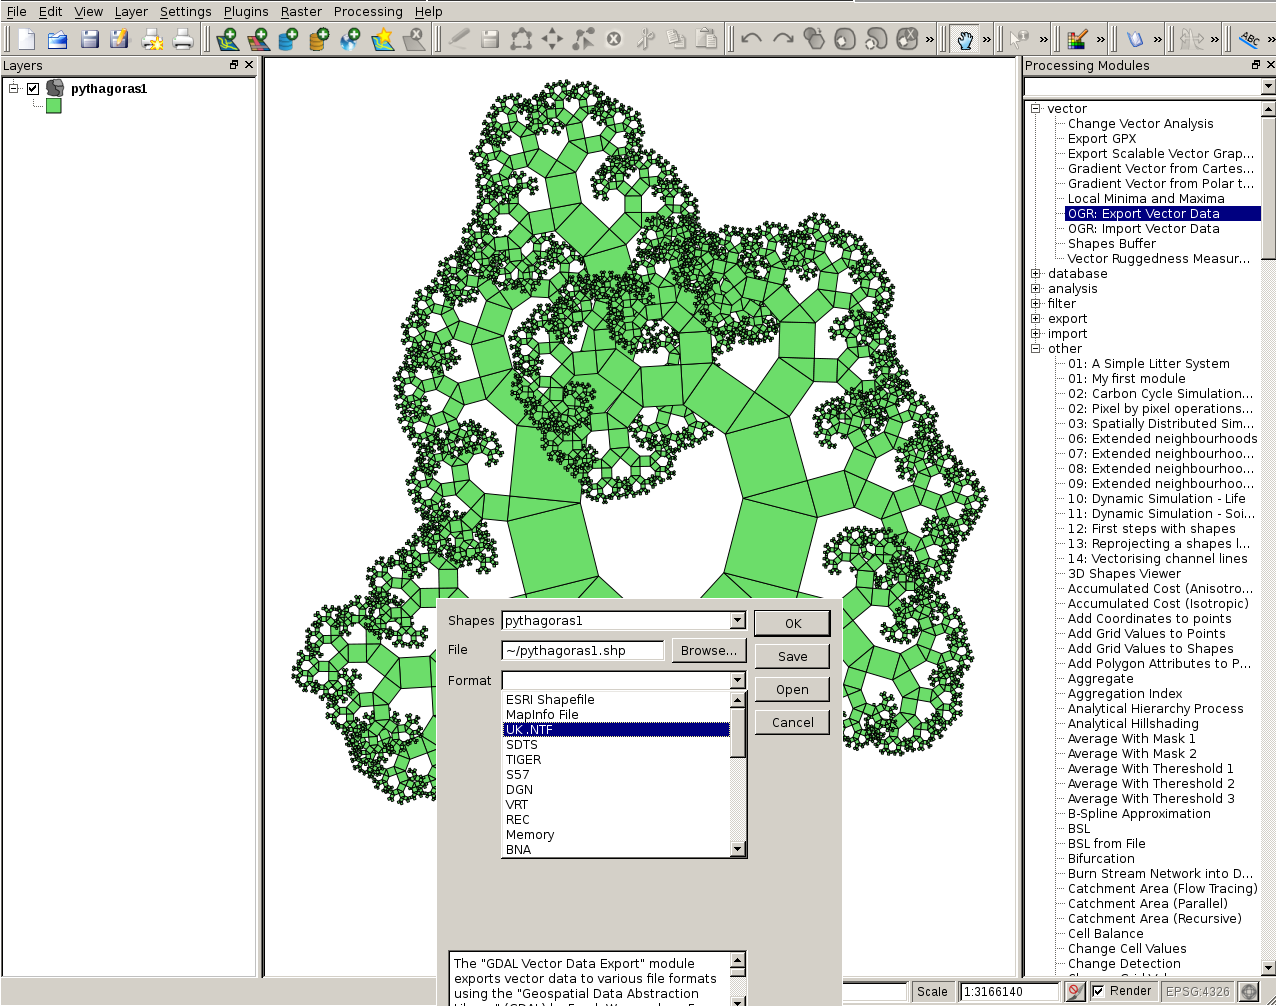 File Edit View Layer Settings Plugins Raster Processing Help
ABC
Layers
pythagoras1
Processing Modules
vector
Change Vector Analysis
Export GPX
Export Scalable Vector Grap...
Gradient Vector from Cartes...
Gradient Vector from Polar t...
Local Minima and Maxima
OGR: Export Vector Data
OGR: Import Vector Data
Shapes Buffer
Vector Ruggedness Measur...
database
analysis
filter
export
import
other
01: A Simple Litter System
01: My first module
02: Carbon Cycle Simulation...
02: Pixel by pixel operations...
03: Spatially Distributed Sim...
06: Extended neighbourhoods
07: Extended neighbourhoo...
08: Extended neighbourhoo...
09: Extended neighbourhoo...
10: Dynamic Simulation - Life
11: Dynamic Simulation - Soi...
12: First steps with shapes
13: Reprojecting a shapes l...
14: Vectorising channel lines
3D Shapes Viewer
Accumulated Cost (Anisotro...
Accumulated Cost (Isotropic)
Add Coordinates to points
Add Grid Values to Points
Add Grid Values to Shapes
Add Polygon Attributes to P...
Aggregate
Aggregation Index
Analytical Hierarchy Process
Analytical Hillshading
Average With Mask 1
Average With Mask 2
Average With Thereshold 1
Average With Thereshold 2
Average With Thereshold 3
B-Spline Approximation
BSL
BSL from File
Bifurcation
Burn Stream Network into D...
Catchment Area (Flow Tracing)
Catchment Area (Parallel)
Catchment Area (Recursive)
Cell Balance
Change Cell Values
Change Detection
Shapes pythagoras1 OK
File ~/pythagoras1.shp Browse... Save
Format Open
Cancel
ESRI Shapefile
MapInfo File
UK .NTF
SDTS
TIGER
S57
DGN
VRT
REC
Memory
BNA
The "GDAL Vector Data Export" module
exports vector data to various file formats
using the "Geospatial Data Abstraction
Scale 1:3166140 Render EPSG:4326